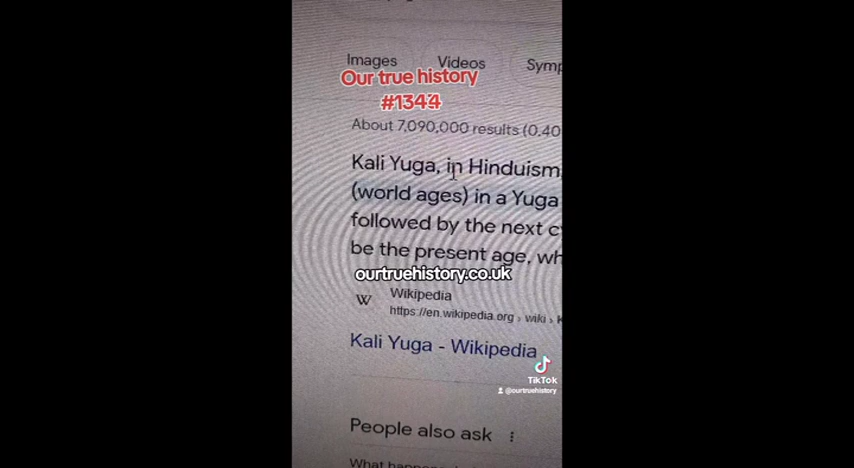 Images Videos
Our true history
#1344
About 7,090,000 results (0.40
Kali Yuga, in Hinduism,
(world ages) in a Yuga
followed by the next
be the present age,
ourtruehistory.co.uk
W Wikipedia
https://en.wikipedia.org › wiki ›
Kali Yuga - Wikipedia
TikTok
@ourtruehistory
People also ask
What